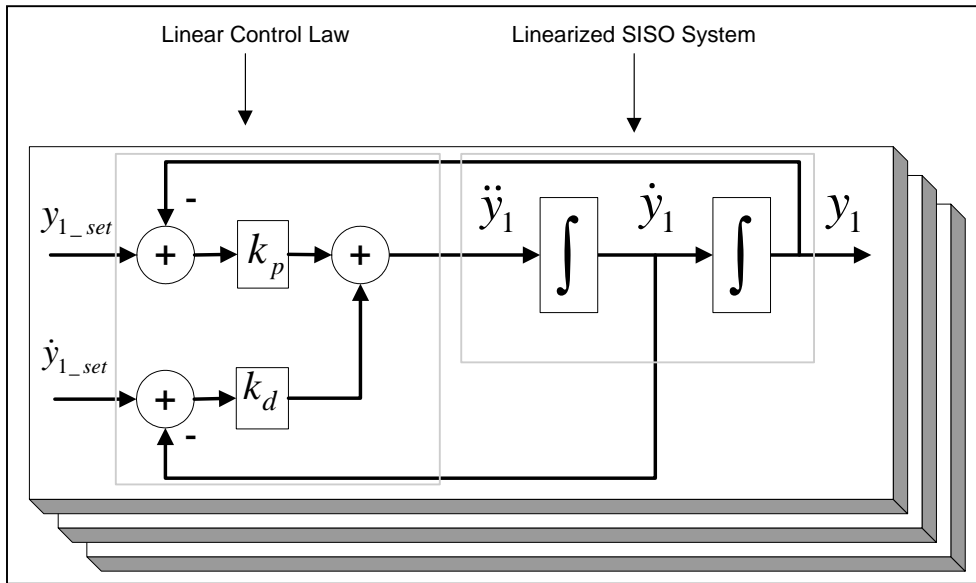 Linear Control Law
Linearized SISO System
-
y1_set
+
kp
+
ÿ1
∫
ẏ1
∫
y1
ẏ1_set
+
kd
-